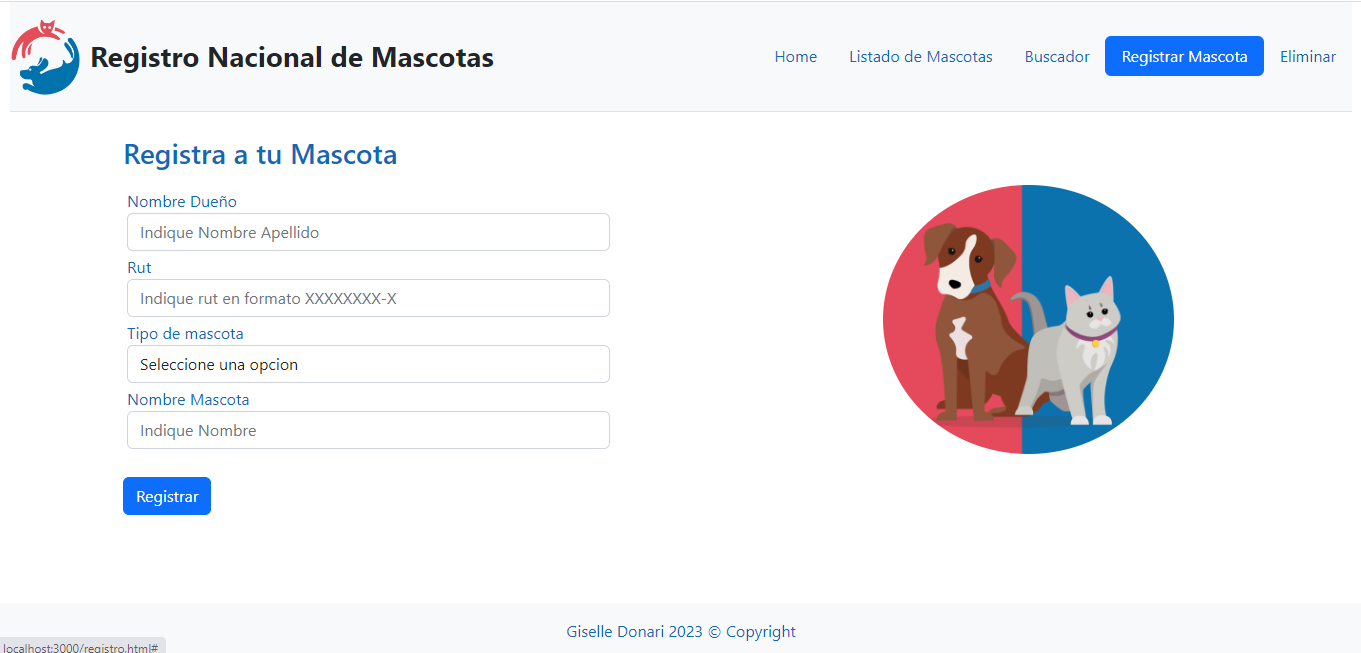 Registro Nacional de Mascotas
Home Listado de Mascotas Buscador Registrar Mascota Eliminar
Registra a tu Mascota
Nombre Dueño
Indique Nombre Apellido
Rut
Indique rut en formato XXXXXXXX-X
Tipo de mascota
Seleccione una opcion
Nombre Mascota
Indique Nombre
Registrar
Giselle Donari 2023 © Copyright
localhost:3000/registro.html#